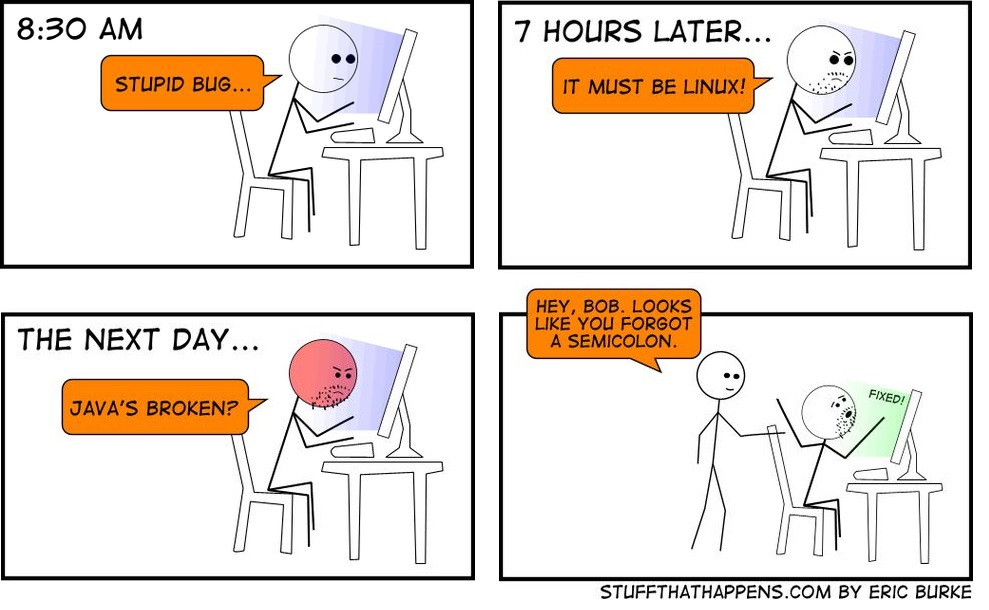 8:30 AM
STUPID BUG...
7 HOURS LATER...
IT MUST BE LINUX!
THE NEXT DAY...
JAVA'S BROKEN?
HEY, BOB. LOOKS
LIKE YOU FORGOT
A SEMICOLON.
FIXED!
STUFFTHATHAPPENS.COM BY ERIC BURKE